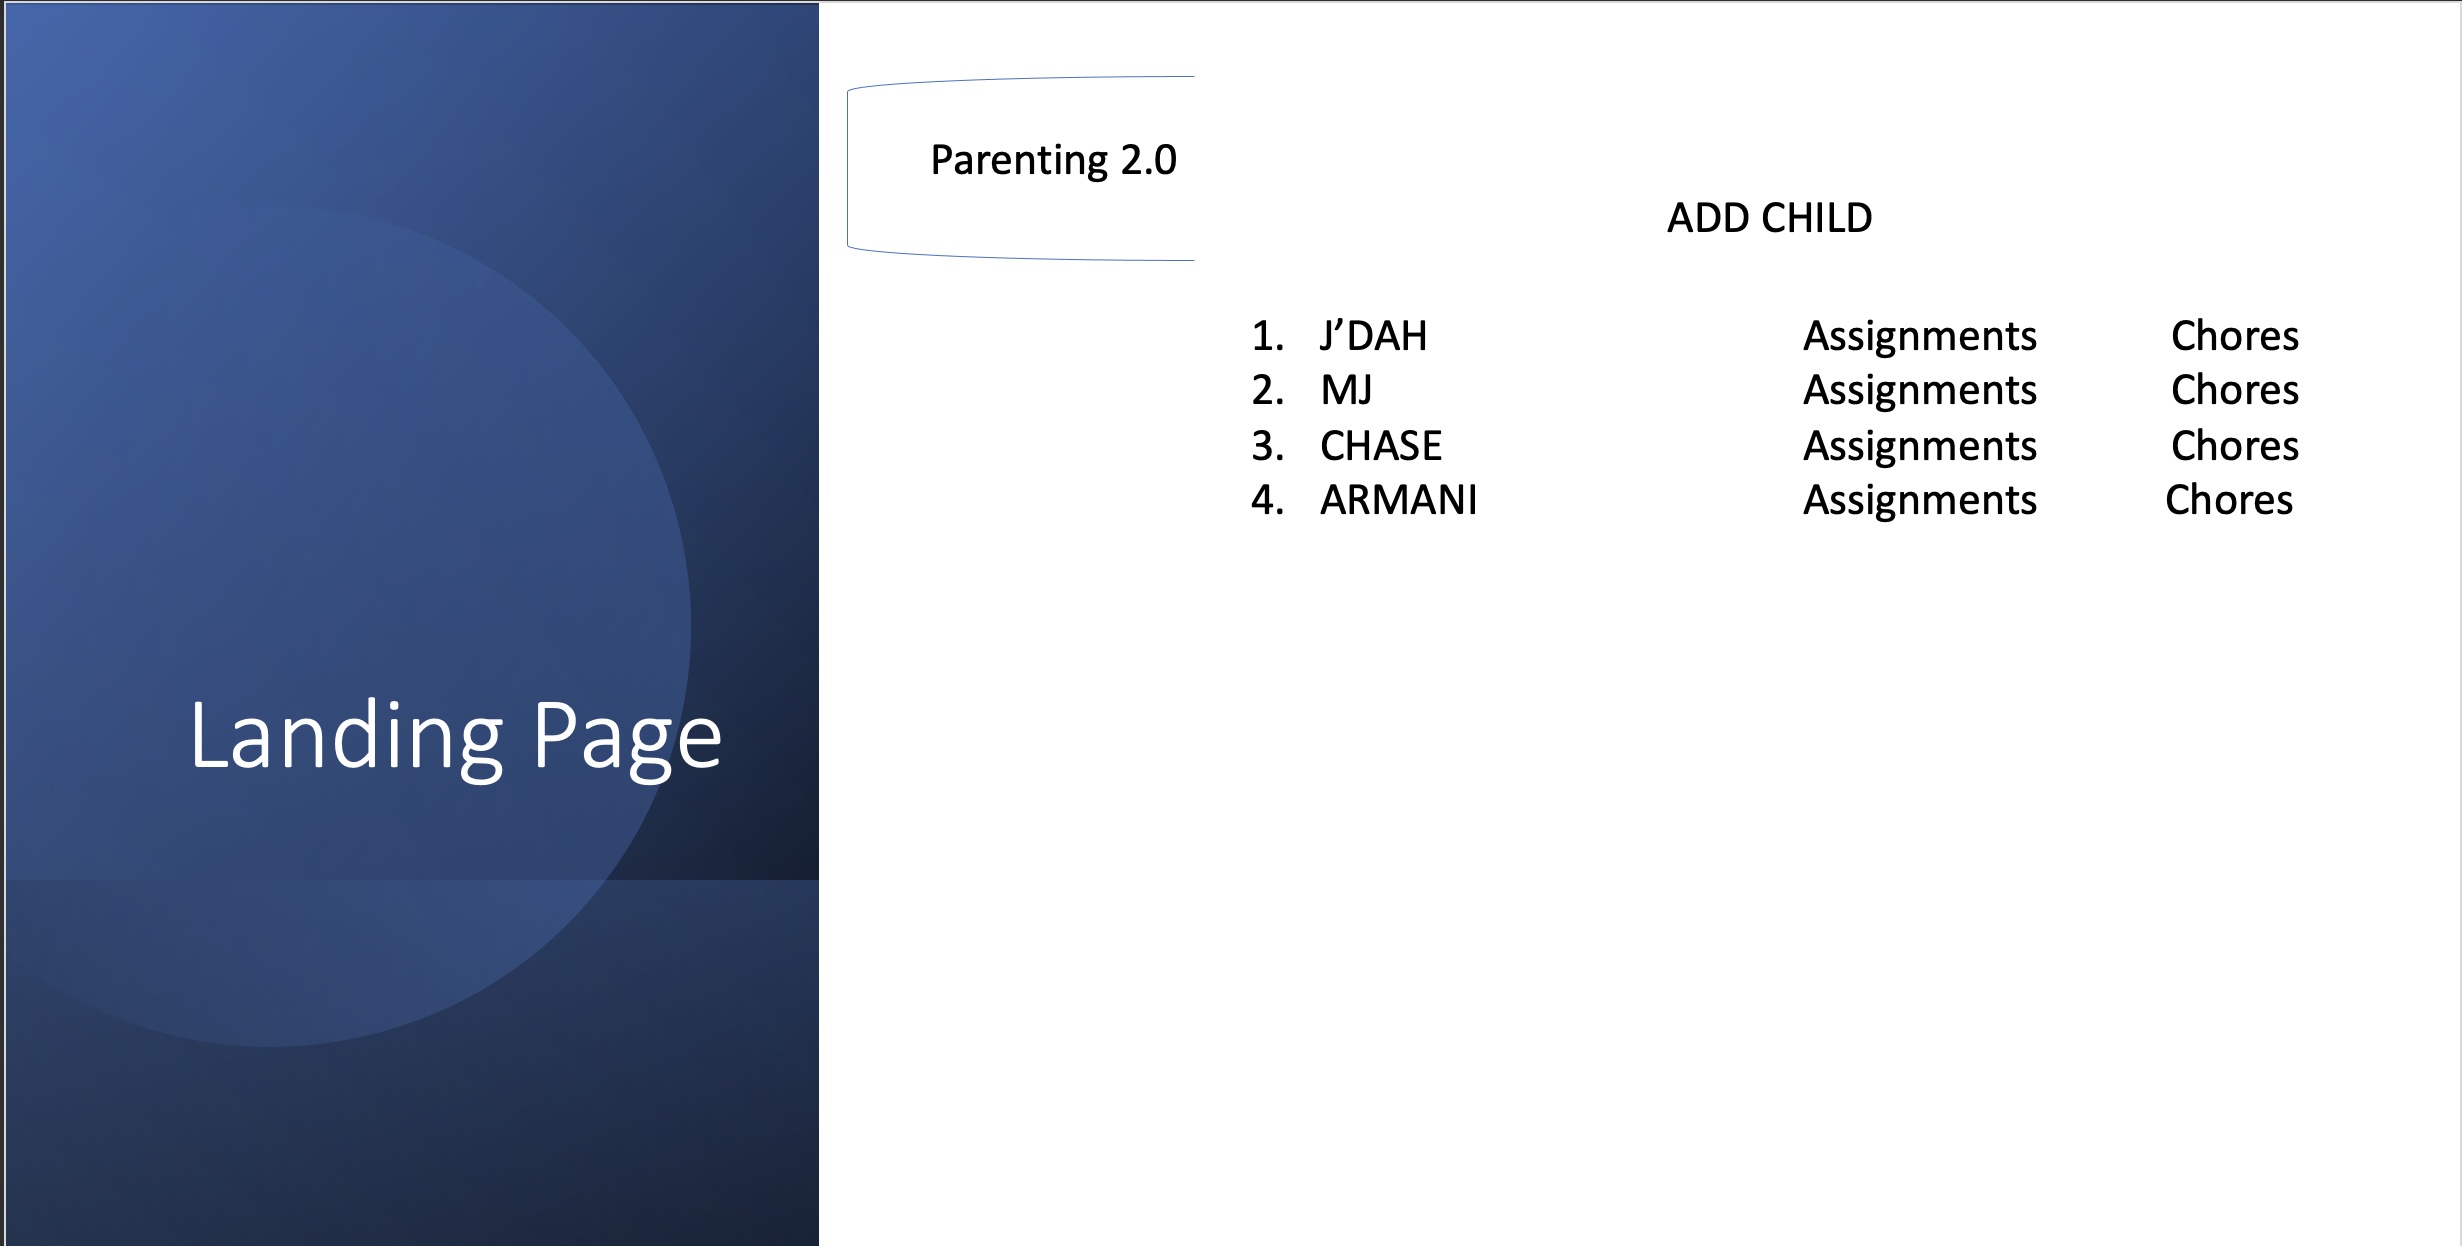 Landing Page
Parenting 2.0
ADD CHILD
1. J’DAH Assignments Chores
2. MJ Assignments Chores
3. CHASE Assignments Chores
4. ARMANI Assignments Chores